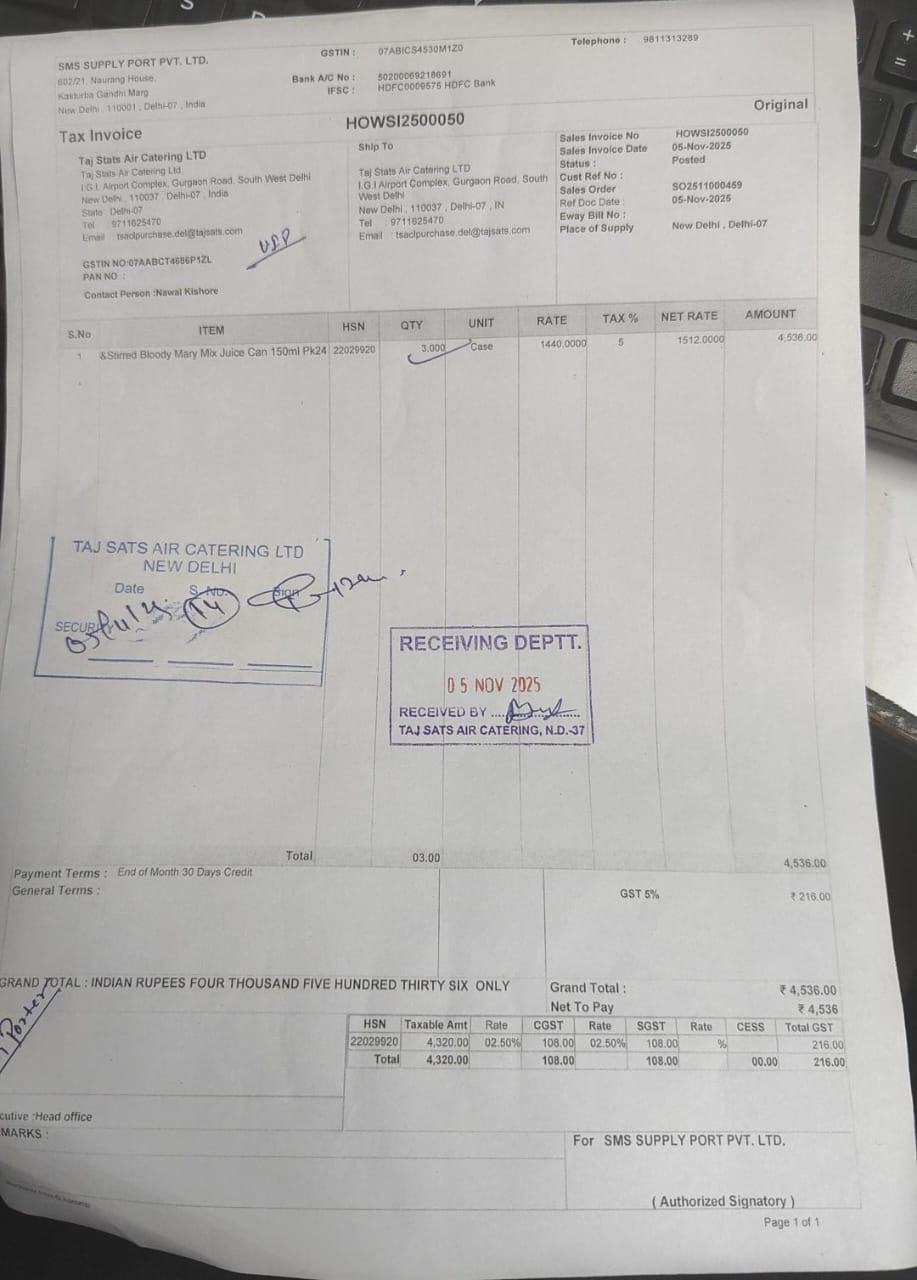 SMS SUPPLY PORT PVT. LTD.
602/21, Naurang House,
Kasturba Gandhi Marg
New Delhi , 110001 , Delhi-07 , India
GSTIN : 07ABICS4530M1Z0
Bank A/C No : 50200069218691
IFSC : HDFC0009575 HDFC Bank
Telephone : 9811313289
Original
Tax Invoice
HOWSI2500050
Taj Stats Air Catering LTD
Taj Stats Air Catering Ltd.
I.G.I. Airport Complex, Gurgaon Road, South West Delhi
New Delhi , 110037 , Delhi-07 , India
State : Delhi-07
Tel : 9711625470
Email : tsaclpurchase.del@tajsats.com
GSTIN NO:07AABCT4686P1ZL
PAN NO :
Contact Person :Nawal Kishore
Ship To
Taj Stats Air Catering LTD
I.G.I Airport Complex, Gurgaon Road, South
West Delhi
New Delhi , 110037 , Delhi-07 , IN
Tel : 9711625470
Email : tsaclpurchase.del@tajsats.com
Sales Invoice No HOWSI2500050
Sales Invoice Date 05-Nov-2025
Status : Posted
Cust Ref No :
Sales Order SO2511000459
Ref Doc Date : 05-Nov-2025
Eway Bill No :
Place of Supply New Delhi , Delhi-07
S.No ITEM HSN QTY UNIT RATE TAX % NET RATE AMOUNT
1 &Stirred Bloody Mary Mix Juice Can 150ml Pk24 22029920 3.000 Case 1440.0000 5 1512.0000 4,536.00
TAJ SATS AIR CATERING LTD
NEW DELHI
Date S. No. Sign
14
SECURI
RECEIVING DEPTT.
05 NOV 2025
RECEIVED BY ..............
TAJ SATS AIR CATERING, N.D.-37
Total 03.00 4,536.00
Payment Terms : End of Month 30 Days Credit
General Terms :
GST 5% ₹ 216.00
GRAND TOTAL : INDIAN RUPEES FOUR THOUSAND FIVE HUNDRED THIRTY SIX ONLY
Grand Total : ₹ 4,536.00
Net To Pay ₹ 4,536
Porter
HSN Taxable Amt Rate CGST Rate SGST Rate CESS Total GST
22029920 4,320.00 02.50% 108.00 02.50% 108.00 % 216.00
Total 4,320.00 108.00 108.00 00.00 216.00
cutive :Head office
MARKS :
For SMS SUPPLY PORT PVT. LTD.
( Authorized Signatory )
Page 1 of 1